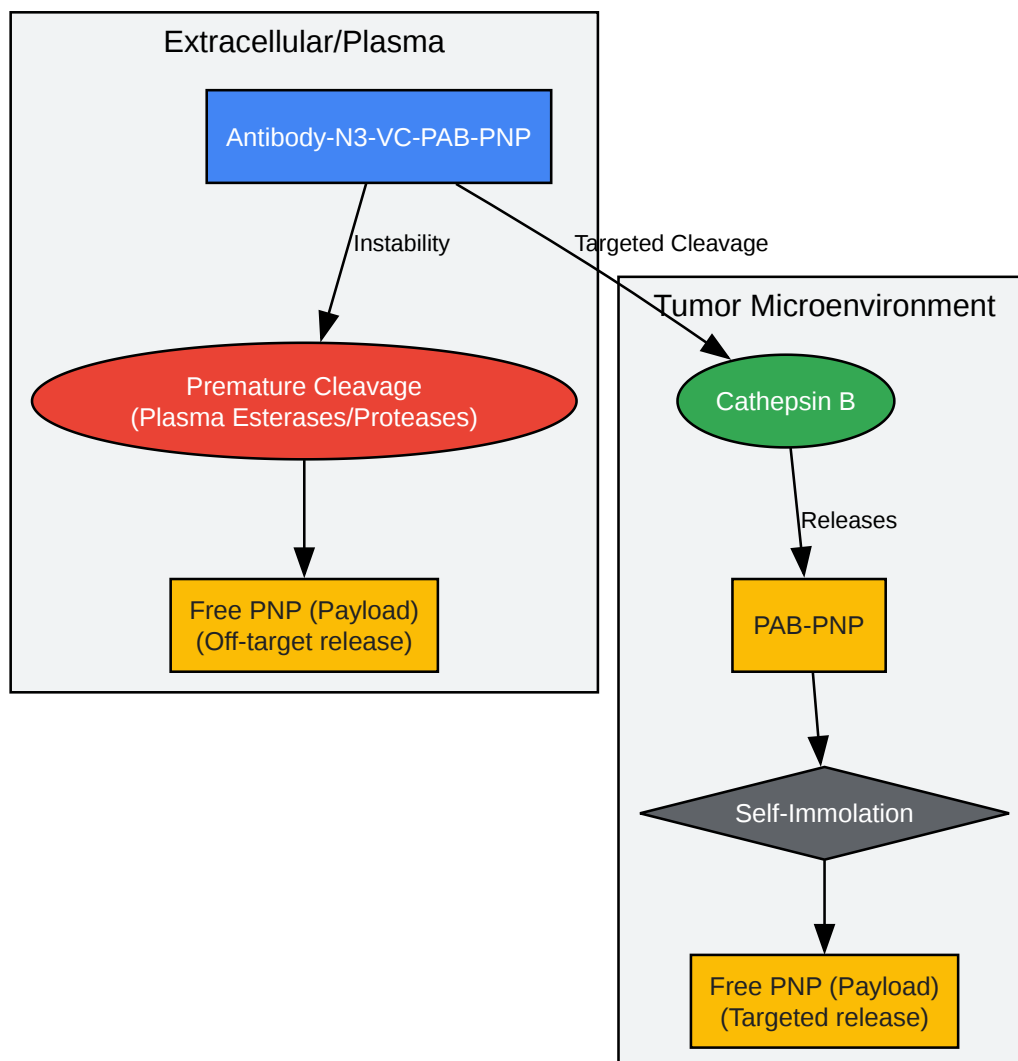 Extracellular/Plasma
Antibody-N3-VC-PAB-PNP
Instability
Targeted Cleavage
Premature Cleavage
(Plasma Esterases/Proteases)
Free PNP (Payload)
(Off-target release)
Tumor Microenvironment
Cathepsin B
Releases
PAB-PNP
Self-Immolation
Free PNP (Payload)
(Targeted release)